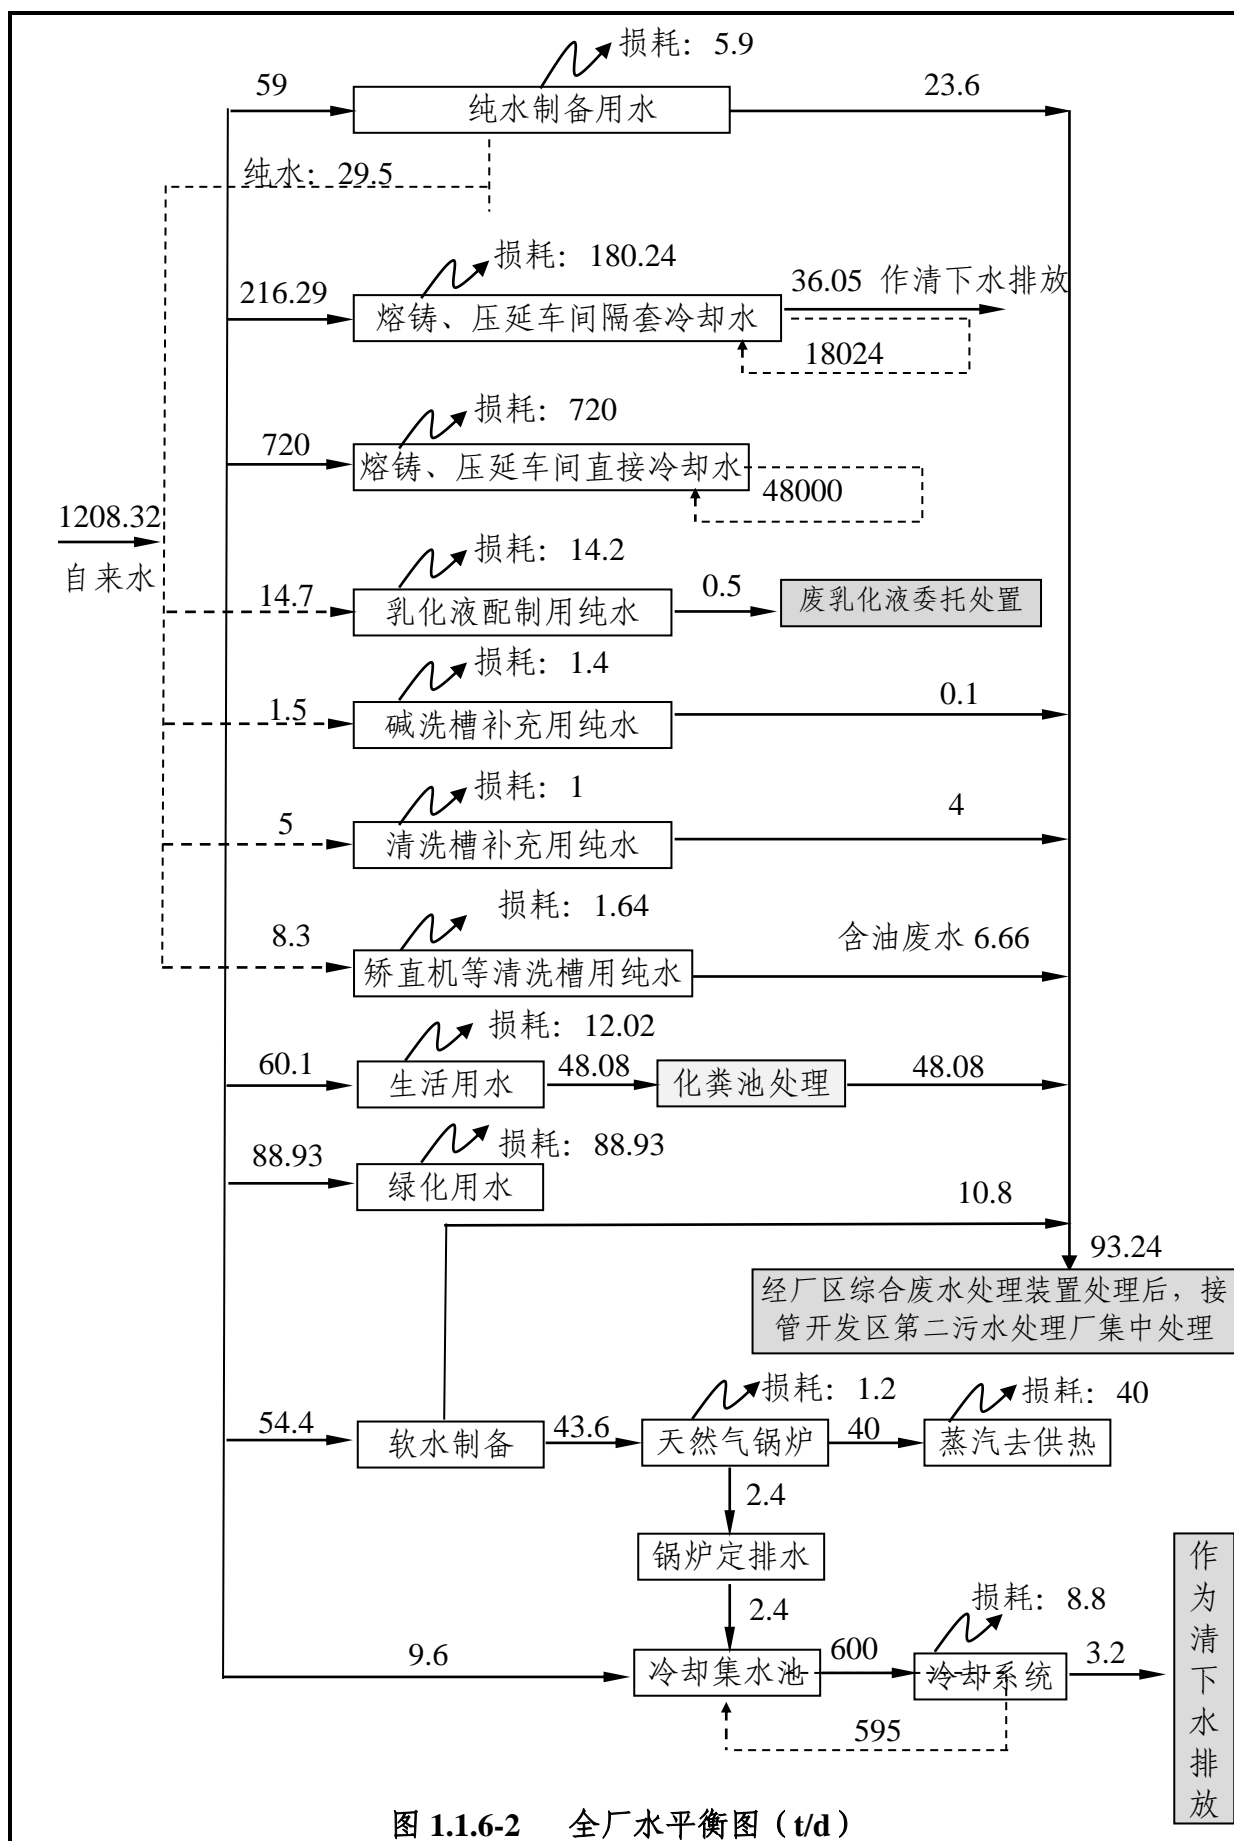 损耗：5.9
59
纯水制备用水
23.6
纯水：29.5
损耗：180.24
216.29
熔铸、压延车间隔套冷却水
36.05 作清下水排放
18024
损耗：720
720
熔铸、压延车间直接冷却水
48000
1208.32
自来水
损耗：14.2
14.7
乳化液配制用纯水
0.5
废乳化液委托处置
损耗：1.4
1.5
碱洗槽补充用纯水
0.1
损耗：1
5
清洗槽补充用纯水
4
损耗：1.64
8.3
矫直机等清洗槽用纯水
含油废水 6.66
损耗：12.02
60.1
生活用水
48.08
化粪池处理
48.08
损耗：88.93
88.93
绿化用水
10.8
93.24
经厂区综合废水处理装置处理后，接
管开发区第二污水处理厂集中处理
损耗：1.2
损耗：40
54.4
软水制备
43.6
天然气锅炉
40
蒸汽去供热
2.4
锅炉定排水
2.4
损耗：8.8
9.6
冷却集水池
600
冷却系统
3.2
595
作为清下水排放
图 1.1.6-2 全厂水平衡图（t/d）